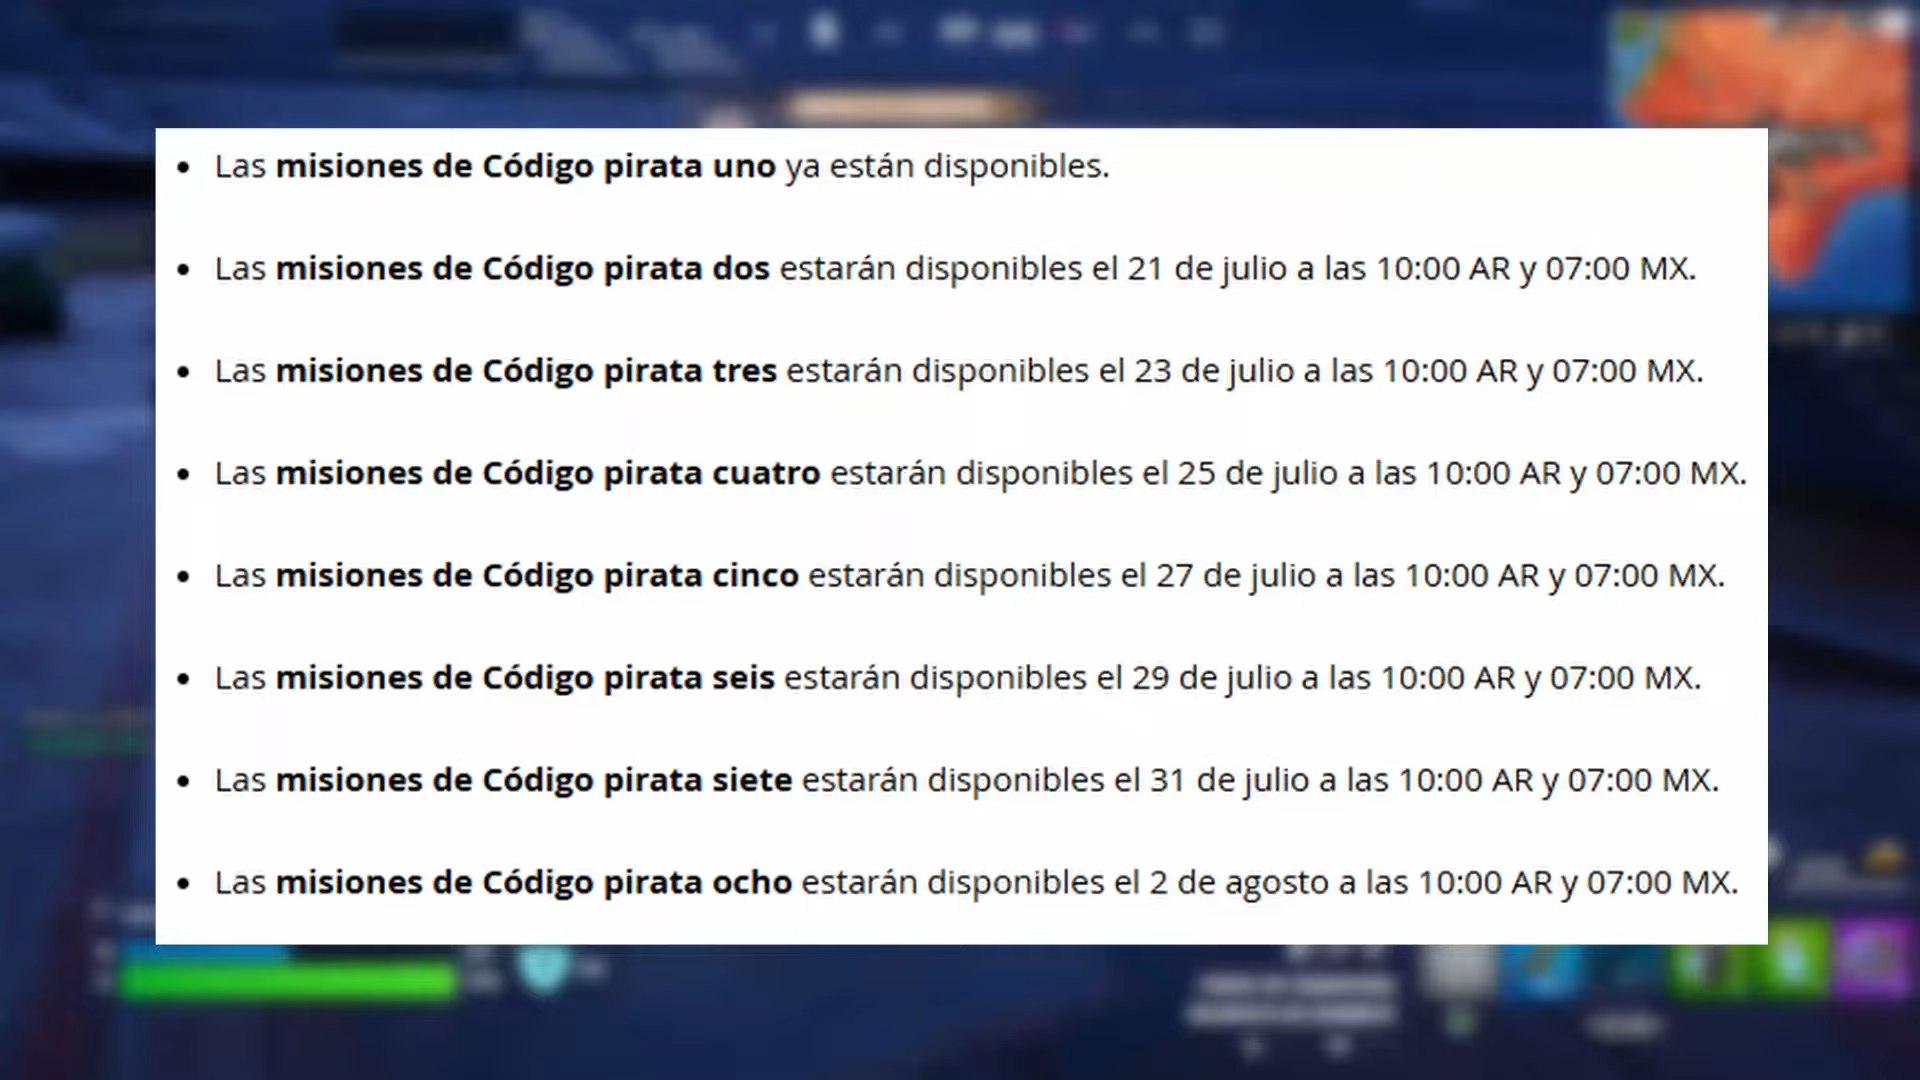 • Las misiones de Código pirata uno ya están disponibles.
• Las misiones de Código pirata dos estarán disponibles el 21 de julio a las 10:00 AR y 07:00 MX.
• Las misiones de Código pirata tres estarán disponibles el 23 de julio a las 10:00 AR y 07:00 MX.
• Las misiones de Código pirata cuatro estarán disponibles el 25 de julio a las 10:00 AR y 07:00 MX.
• Las misiones de Código pirata cinco estarán disponibles el 27 de julio a las 10:00 AR y 07:00 MX.
• Las misiones de Código pirata seis estarán disponibles el 29 de julio a las 10:00 AR y 07:00 MX.
• Las misiones de Código pirata siete estarán disponibles el 31 de julio a las 10:00 AR y 07:00 MX.
• Las misiones de Código pirata ocho estarán disponibles el 2 de agosto a las 10:00 AR y 07:00 MX.